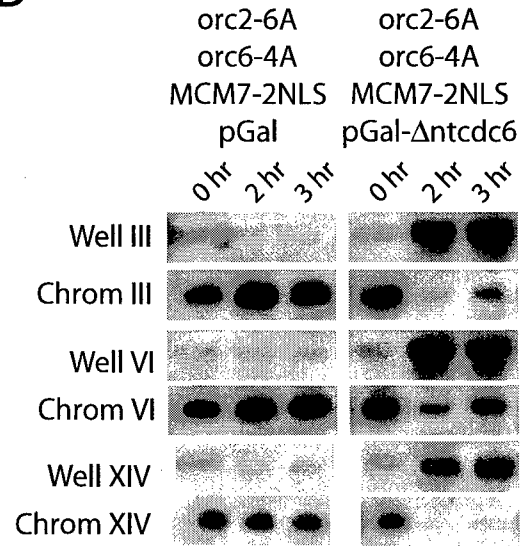 orc2-6A orc2-6A
orc6-4A orc6-4A
MCM7-2NLS MCM7-2NLS
pGal pGal-Δntcdc6
0 hr 2 hr 3 hr 0 hr 2 hr 3 hr
Well III
Chrom III
Well VI
Chrom VI
Well XIV
Chrom XIV